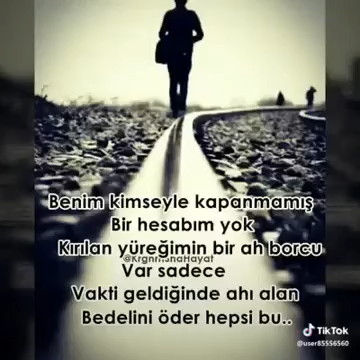 Benim kimseyle kapanmamış
Bir hesabım yok
Kırılan yüreğimin bir ah borcu
Var sadece
Vakti geldiğinde ahı alan
Bedelini öder hepsi bu..
TikTok
@user85556560